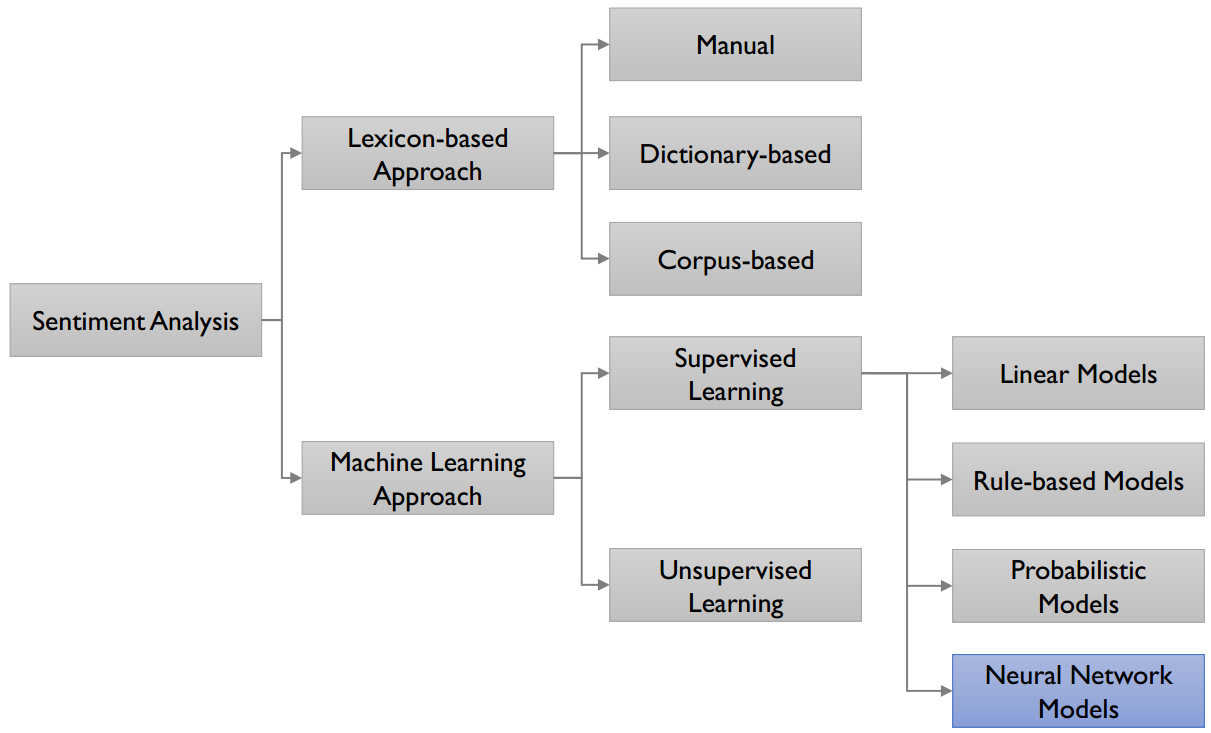 Manual
Lexicon-based
Approach
Dictionary-based
Corpus-based
Sentiment Analysis
Supervised
Learning
Linear Models
Machine Learning
Approach
Rule-based Models
Unsupervised
Learning
Probabilistic
Models
Neural Network
Models